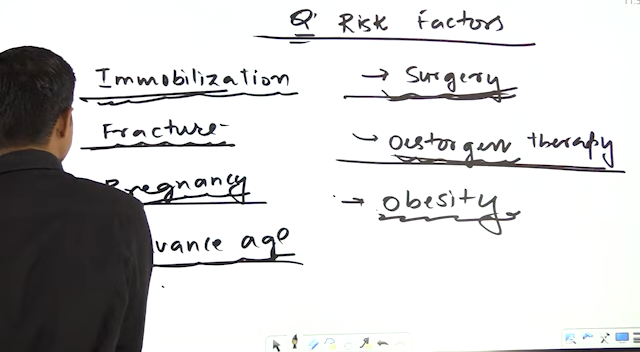 Q' Risk Factors
Immobilization
Fracture
Pregnancy
vance age
→ Surgery
→ Oestorgen therapy
→ Obesity